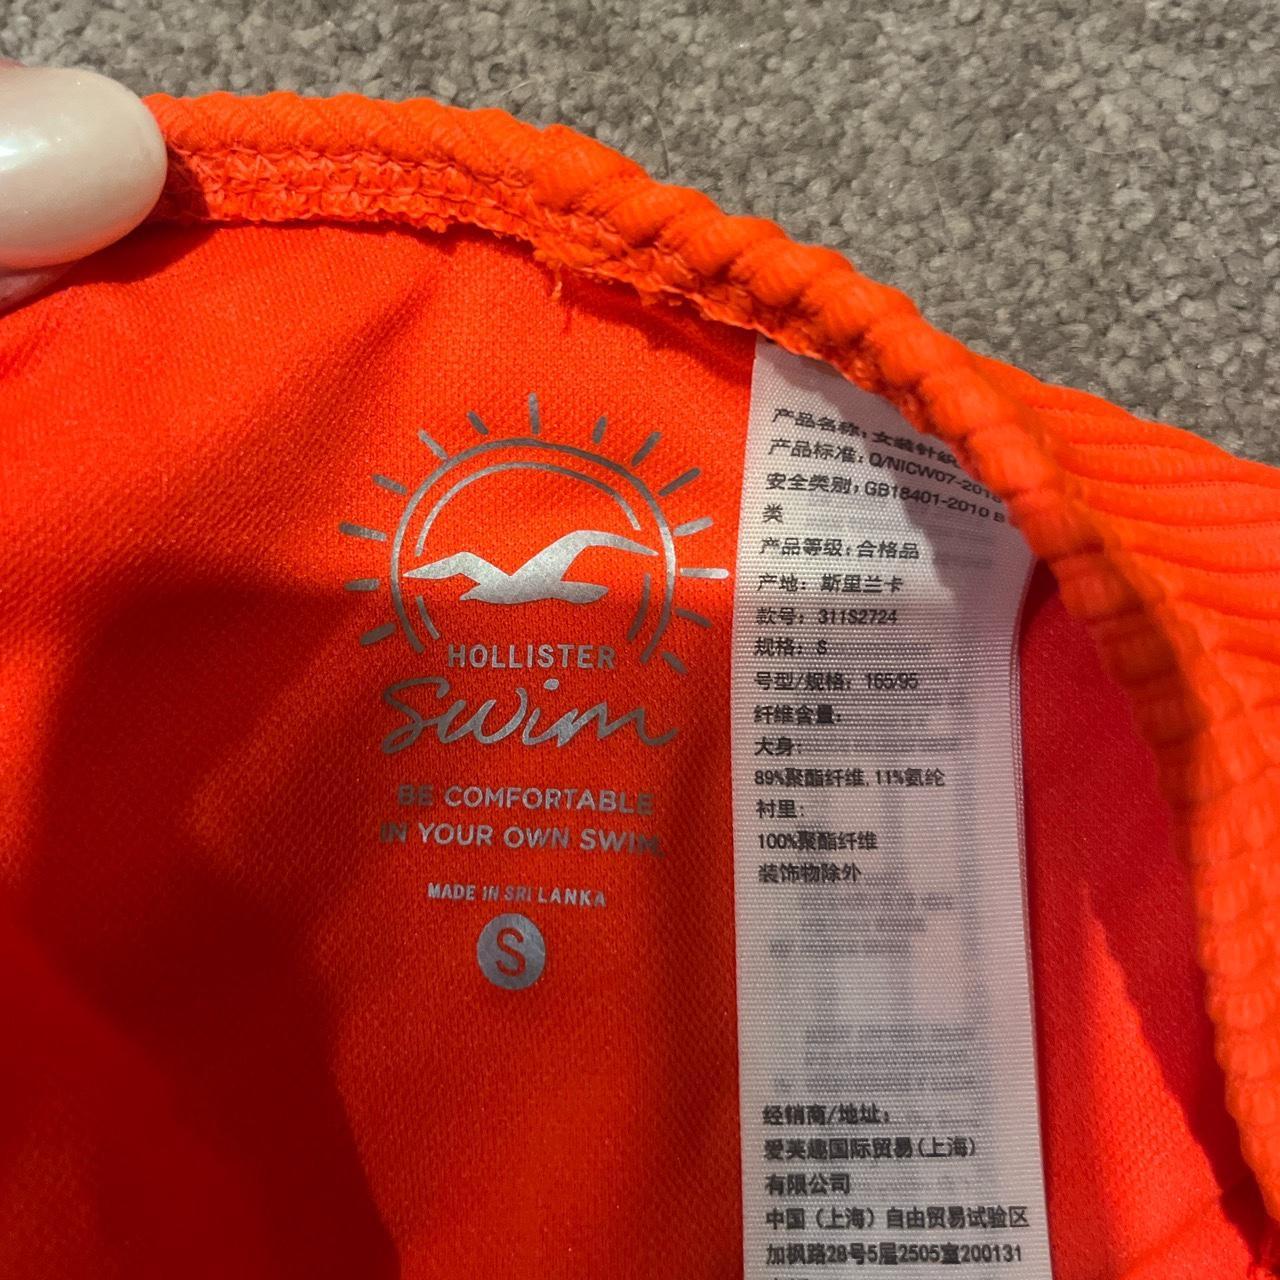 HOLLISTER
Swim
BE COMFORTABLE
IN YOUR OWN SWIM.
MADE IN SRI LANKA
S
产品名称: 女装针织
产品标准: Q/NICW07-201
安全类别: GB18401-2010 B
类
产品等级: 合格品
产地: 斯里兰卡
款号: 311S2724
规格: S
号型/规格: 165/95
纤维含量:
大身:
89%聚酯纤维, 11%氨纶
衬里:
100%聚酯纤维
装饰物除外
经销商/地址:
爱芙趣国际贸易(上海)
有限公司
中国 (上海) 自由贸易试验区
加枫路28号5层2505室200131